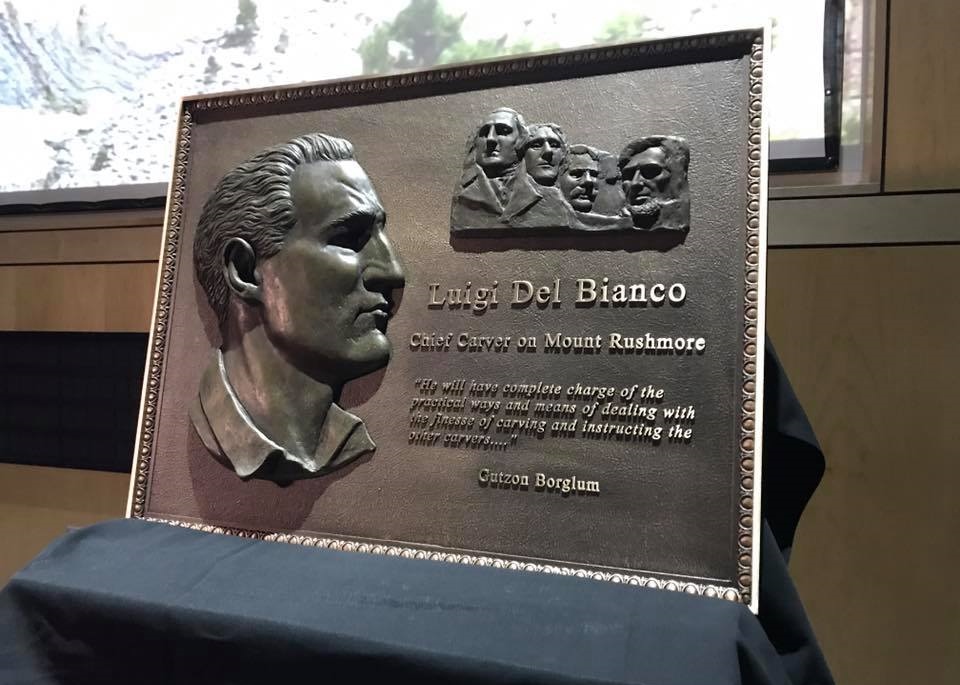 Luigi Del Bianco
Chief Carver on Mount Rushmore
"He will have complete charge of the
practical ways and means of dealing with
the finesse of carving and instructing the
other carvers...."
Gutzon Borglum